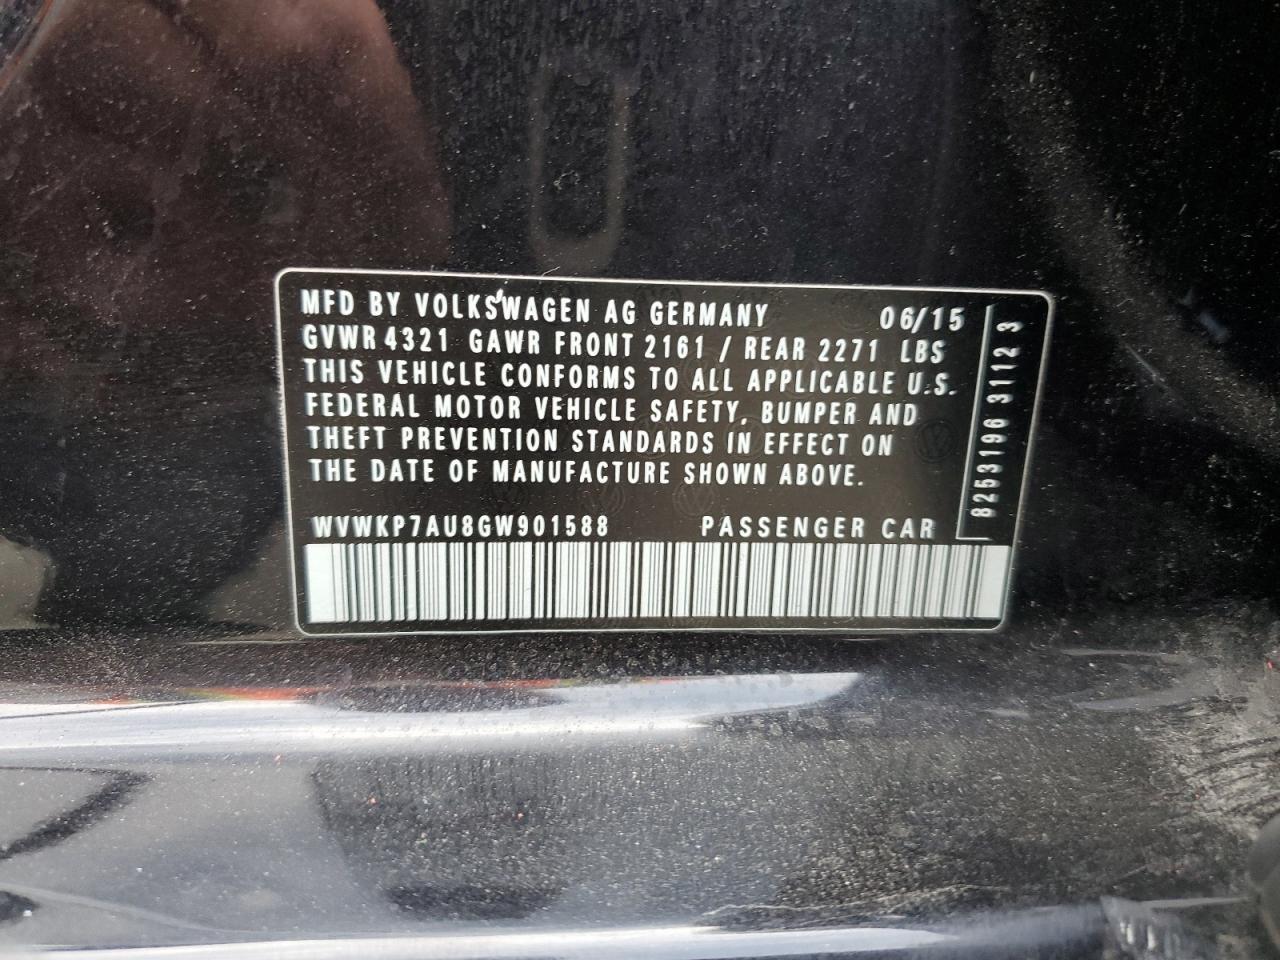 MFD BY VOLKSWAGEN AG GERMANY 06/15
GVWR 4321 GAWR FRONT 2161 / REAR 2271 LBS
THIS VEHICLE CONFORMS TO ALL APPLICABLE U.S.
FEDERAL MOTOR VEHICLE SAFETY, BUMPER AND
THEFT PREVENTION STANDARDS IN EFFECT ON
THE DATE OF MANUFACTURE SHOWN ABOVE.
WVWKP7AU8GW901588 PASSENGER CAR
8253196 3112 3